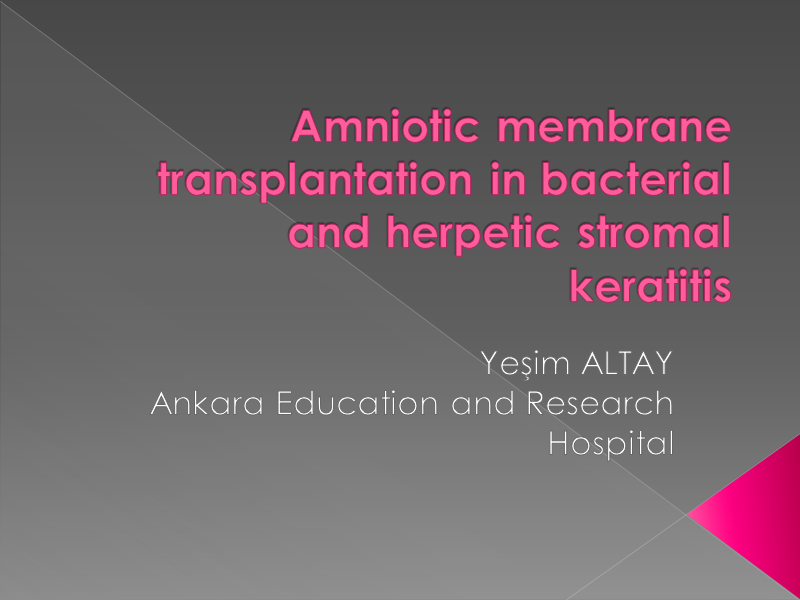 Amniotic membrane
transplantation in bacterial
and herpetic stromal
keratitis
Yeşim ALTAY
Ankara Education and Research
Hospital